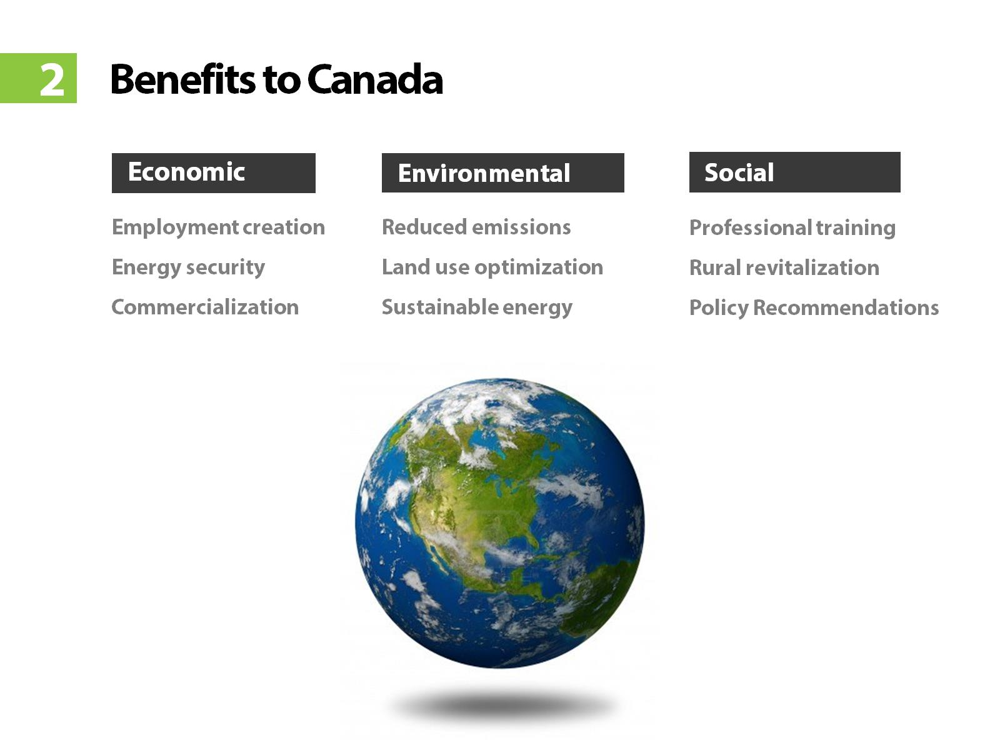 2
Benefits to Canada
Economic
Employment creation
Energy security
Commercialization
Environmental
Reduced emissions
Land use optimization
Sustainable energy
Social
Professional training
Rural revitalization
Policy Recommendations